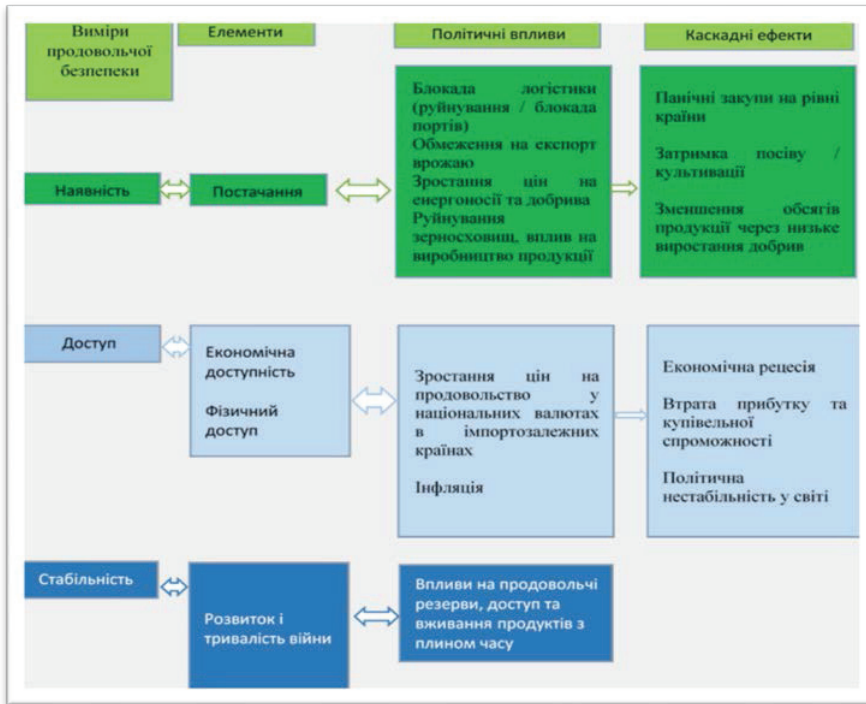 Виміри
продовольчої
безпепеки
Елементи
Політичні впливи
Каскадні ефекти
Наявність
Постачання
Блокада логістики
(руйнування / блокада
портів)
Обмеження на експорт
врожаю
Зростання цін на
енергоносії та добрива
Руйнування
зерносховищ, вплив на
виробництво продукції
Панічні закупи на рівні
країни
Затримка посіву /
культивації
Зменшення обсягів
продукції через низьке
виростання добрив
Доступ
Економічна
доступність
Фізичний
доступ
Зростання цін на
продовольство у
національних валютах
в імпортозалежних
країнах
Інфляція
Економічна рецесія
Втрата прибутку та
купівельної
спроможності
Політична
нестабільність у світі
Стабільність
Розвиток і
тривалість війни
Впливи на продовольчі
резерви, доступ та
вживання продуктів з
плином часу